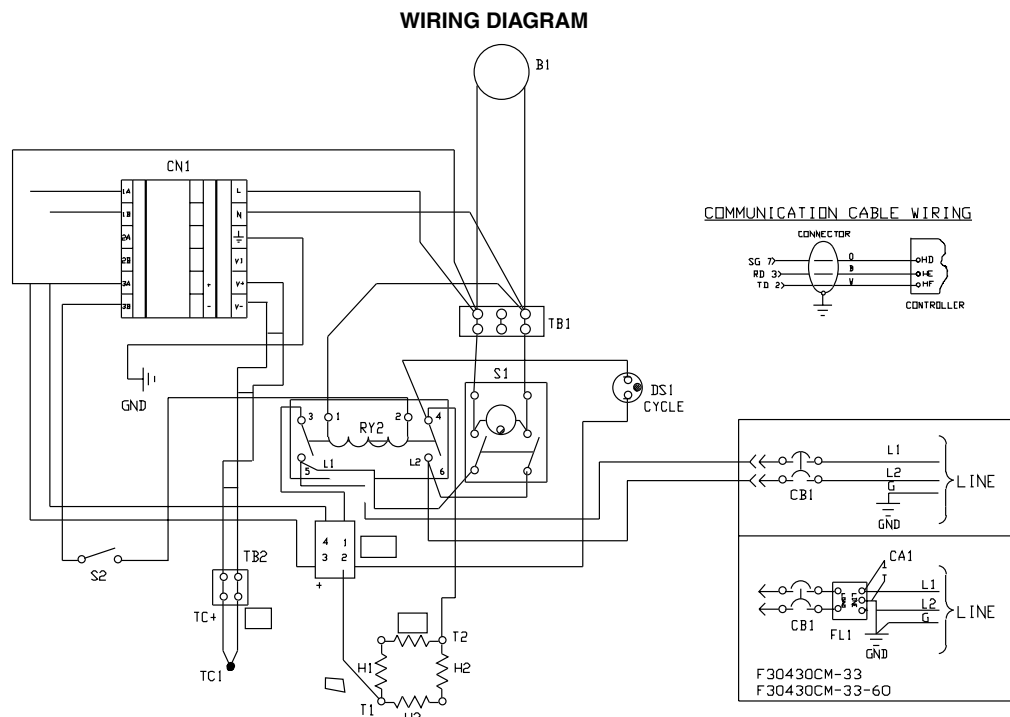 WIRING DIAGRAM
B1
CN1
1A
1B
2A
2B
3A
3B
+
-
L
N
V1
V+
V-
GND
COMMUNICATION CABLE WIRING
CONNECTOR
SG 7
RD 3
TD 2
O
B
W
HD
HE
HF
CONTROLLER
TB1
S1
DS1
CYCLE
3
1
RY2
2
4
5
L1
L2
6
4 1
3 2
+
S2
TB2
TC+
TC1
T2
H1
H2
T1
CB1
L1
L2
G
GND
LINE
CA1
CB1
FL1
LOAD
LINE
L1
L2
G
GND
LINE
F30430CM-33
F30430CM-33-60